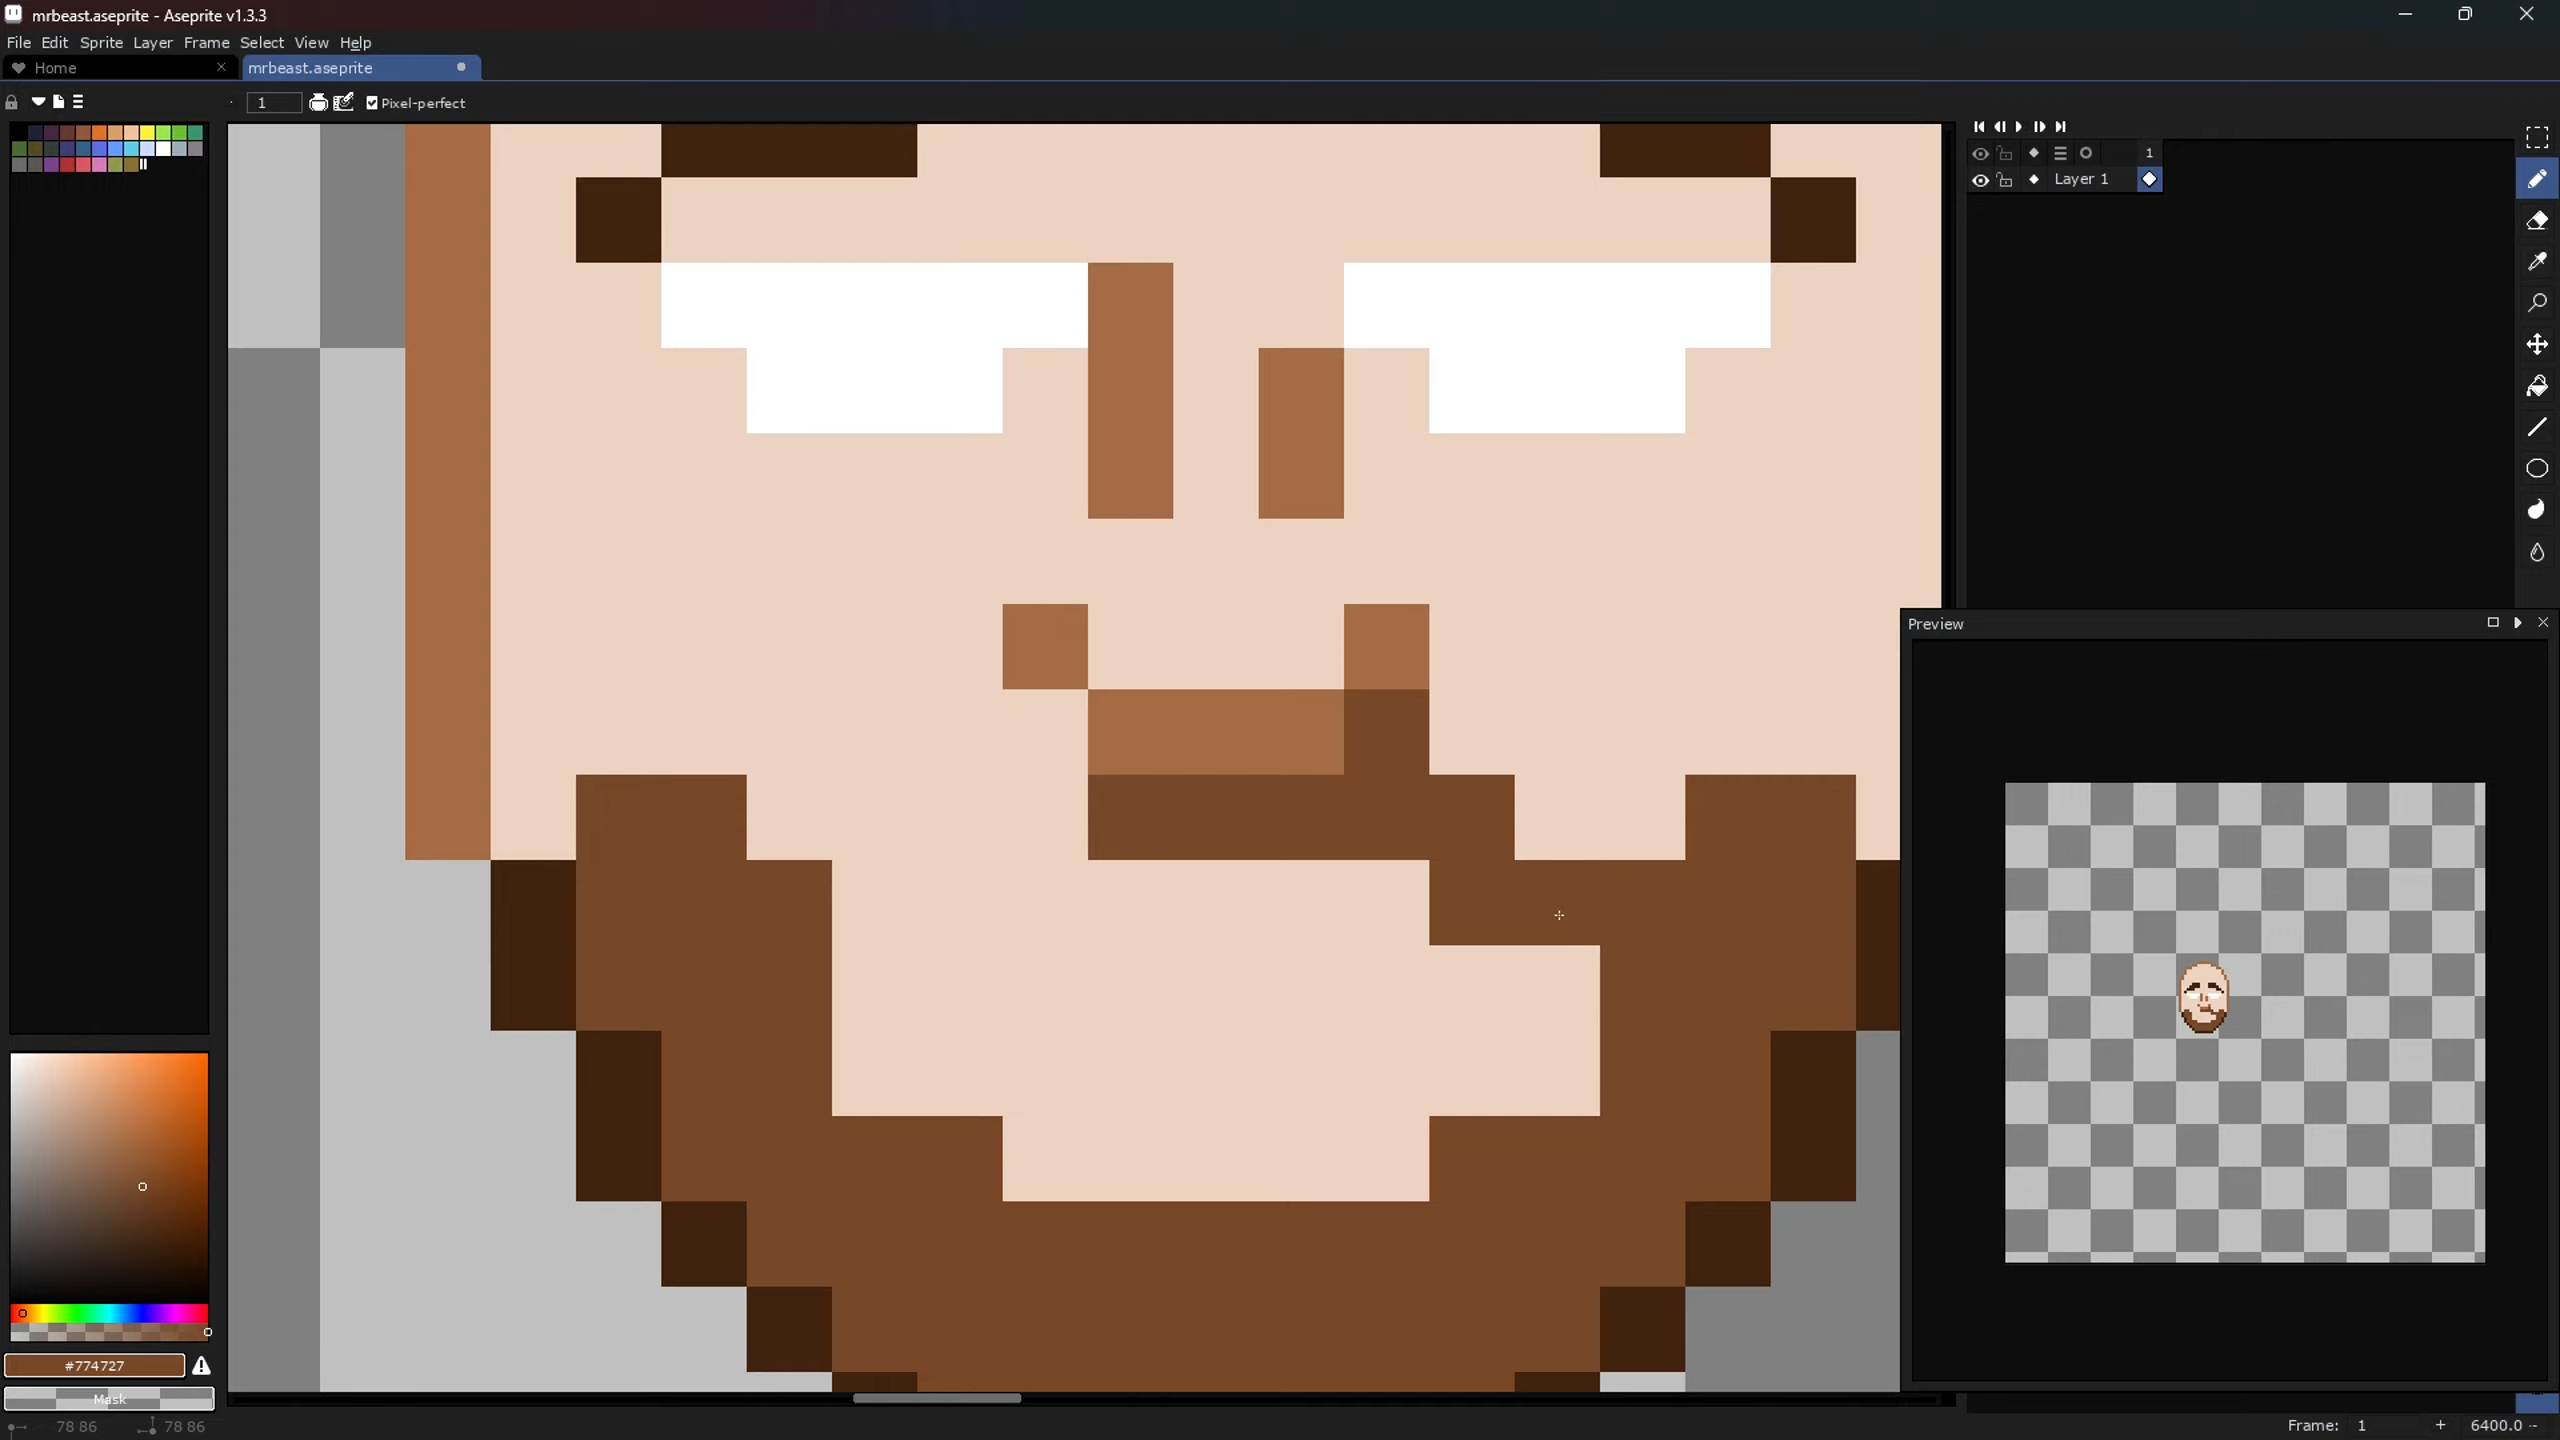 mrbeast.aseprite - Aseprite v1.3.3
File Edit Sprite Layer Frame Select View Help
Home
mrbeast.aseprite
1
Pixel-perfect
1
Layer 1
Preview
#774727
Mask
78 86
78 86
Frame: 1
+
6400.0